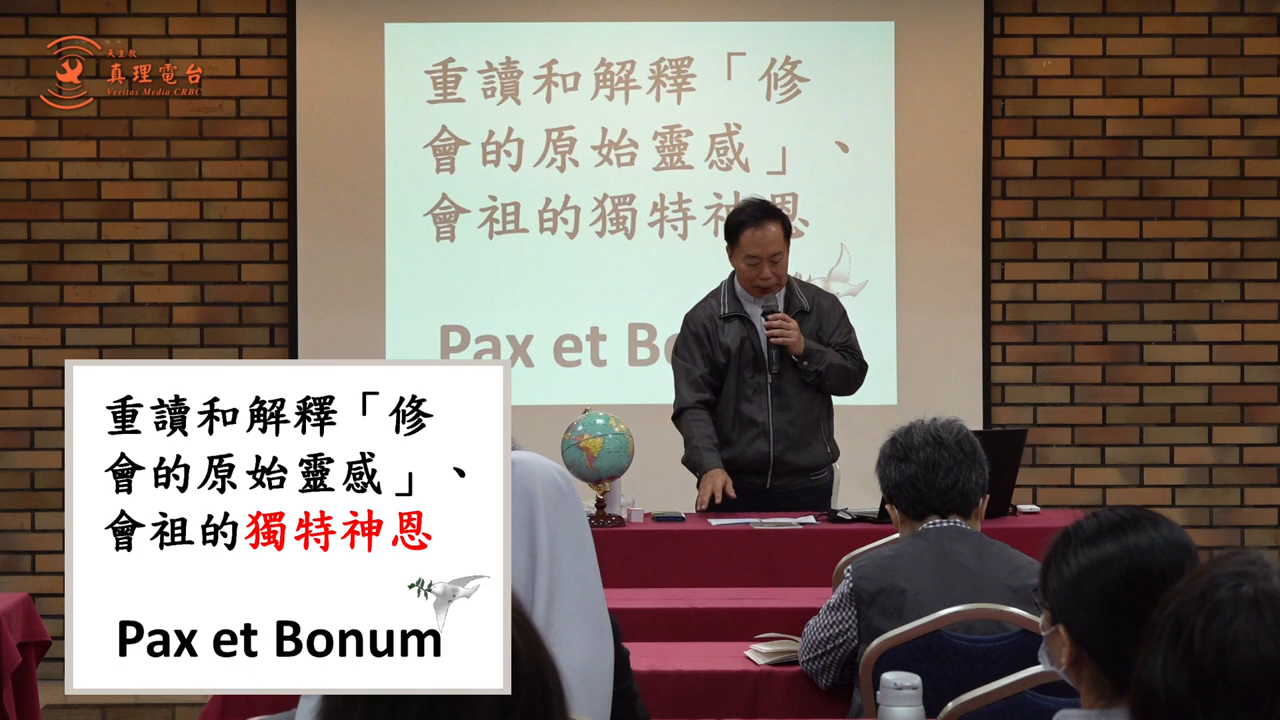 天主教
真理電台
Veritas Media CRBC
重讀和解釋「修
會的原始靈感」、
會祖的獨特神恩
Pax et Bo
重讀和解釋「修
會的原始靈感」、
會祖的獨特神恩
Pax et Bonum